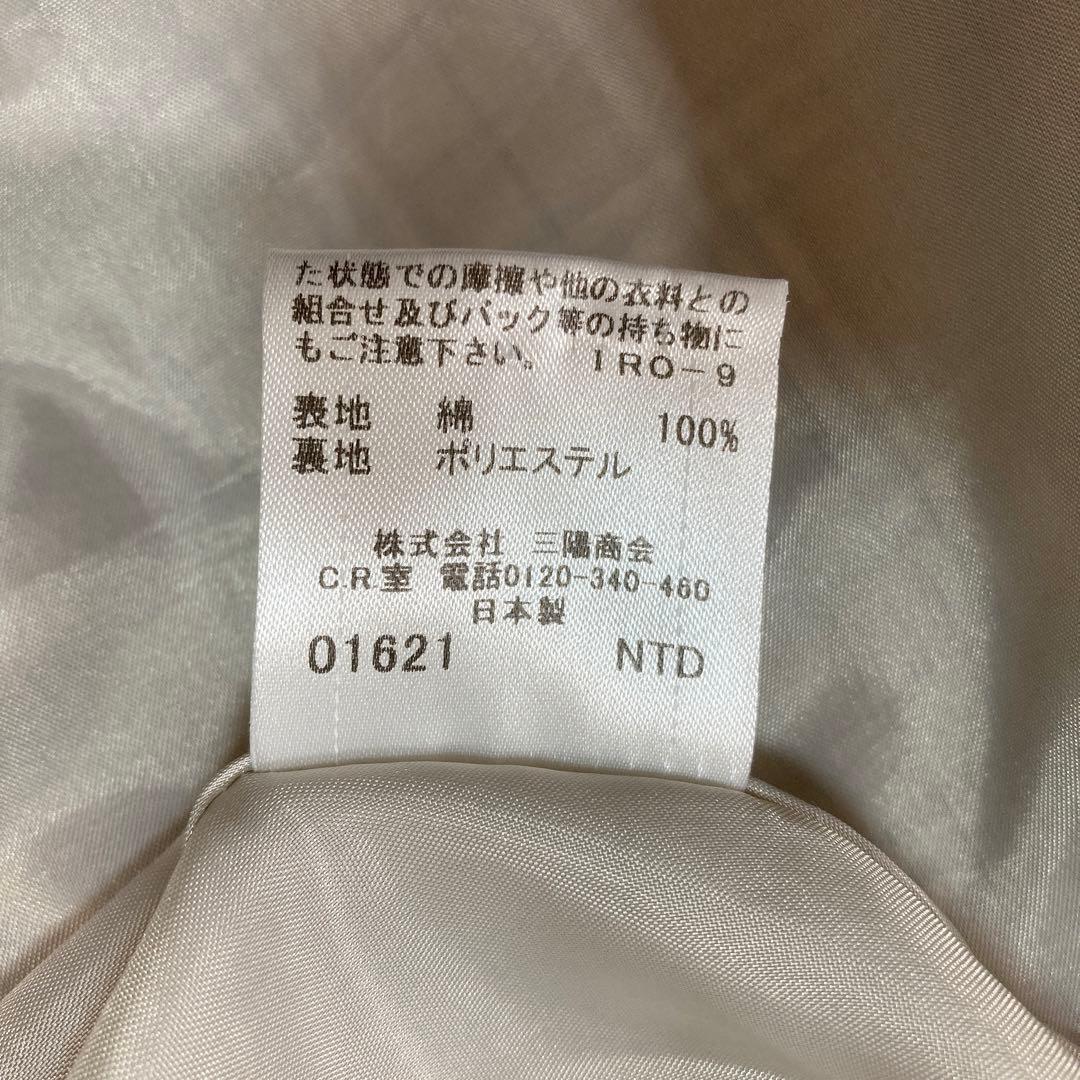 た状態での摩擦や他の衣料との
組合せ及びバック等の持ち物に
もご注意下さい。 IRO-9
表地 綿 100%
裏地 ポリエステル
株式会社 三陽商会
C.R.室 電話0120-340-460
日本製
01621 NTD